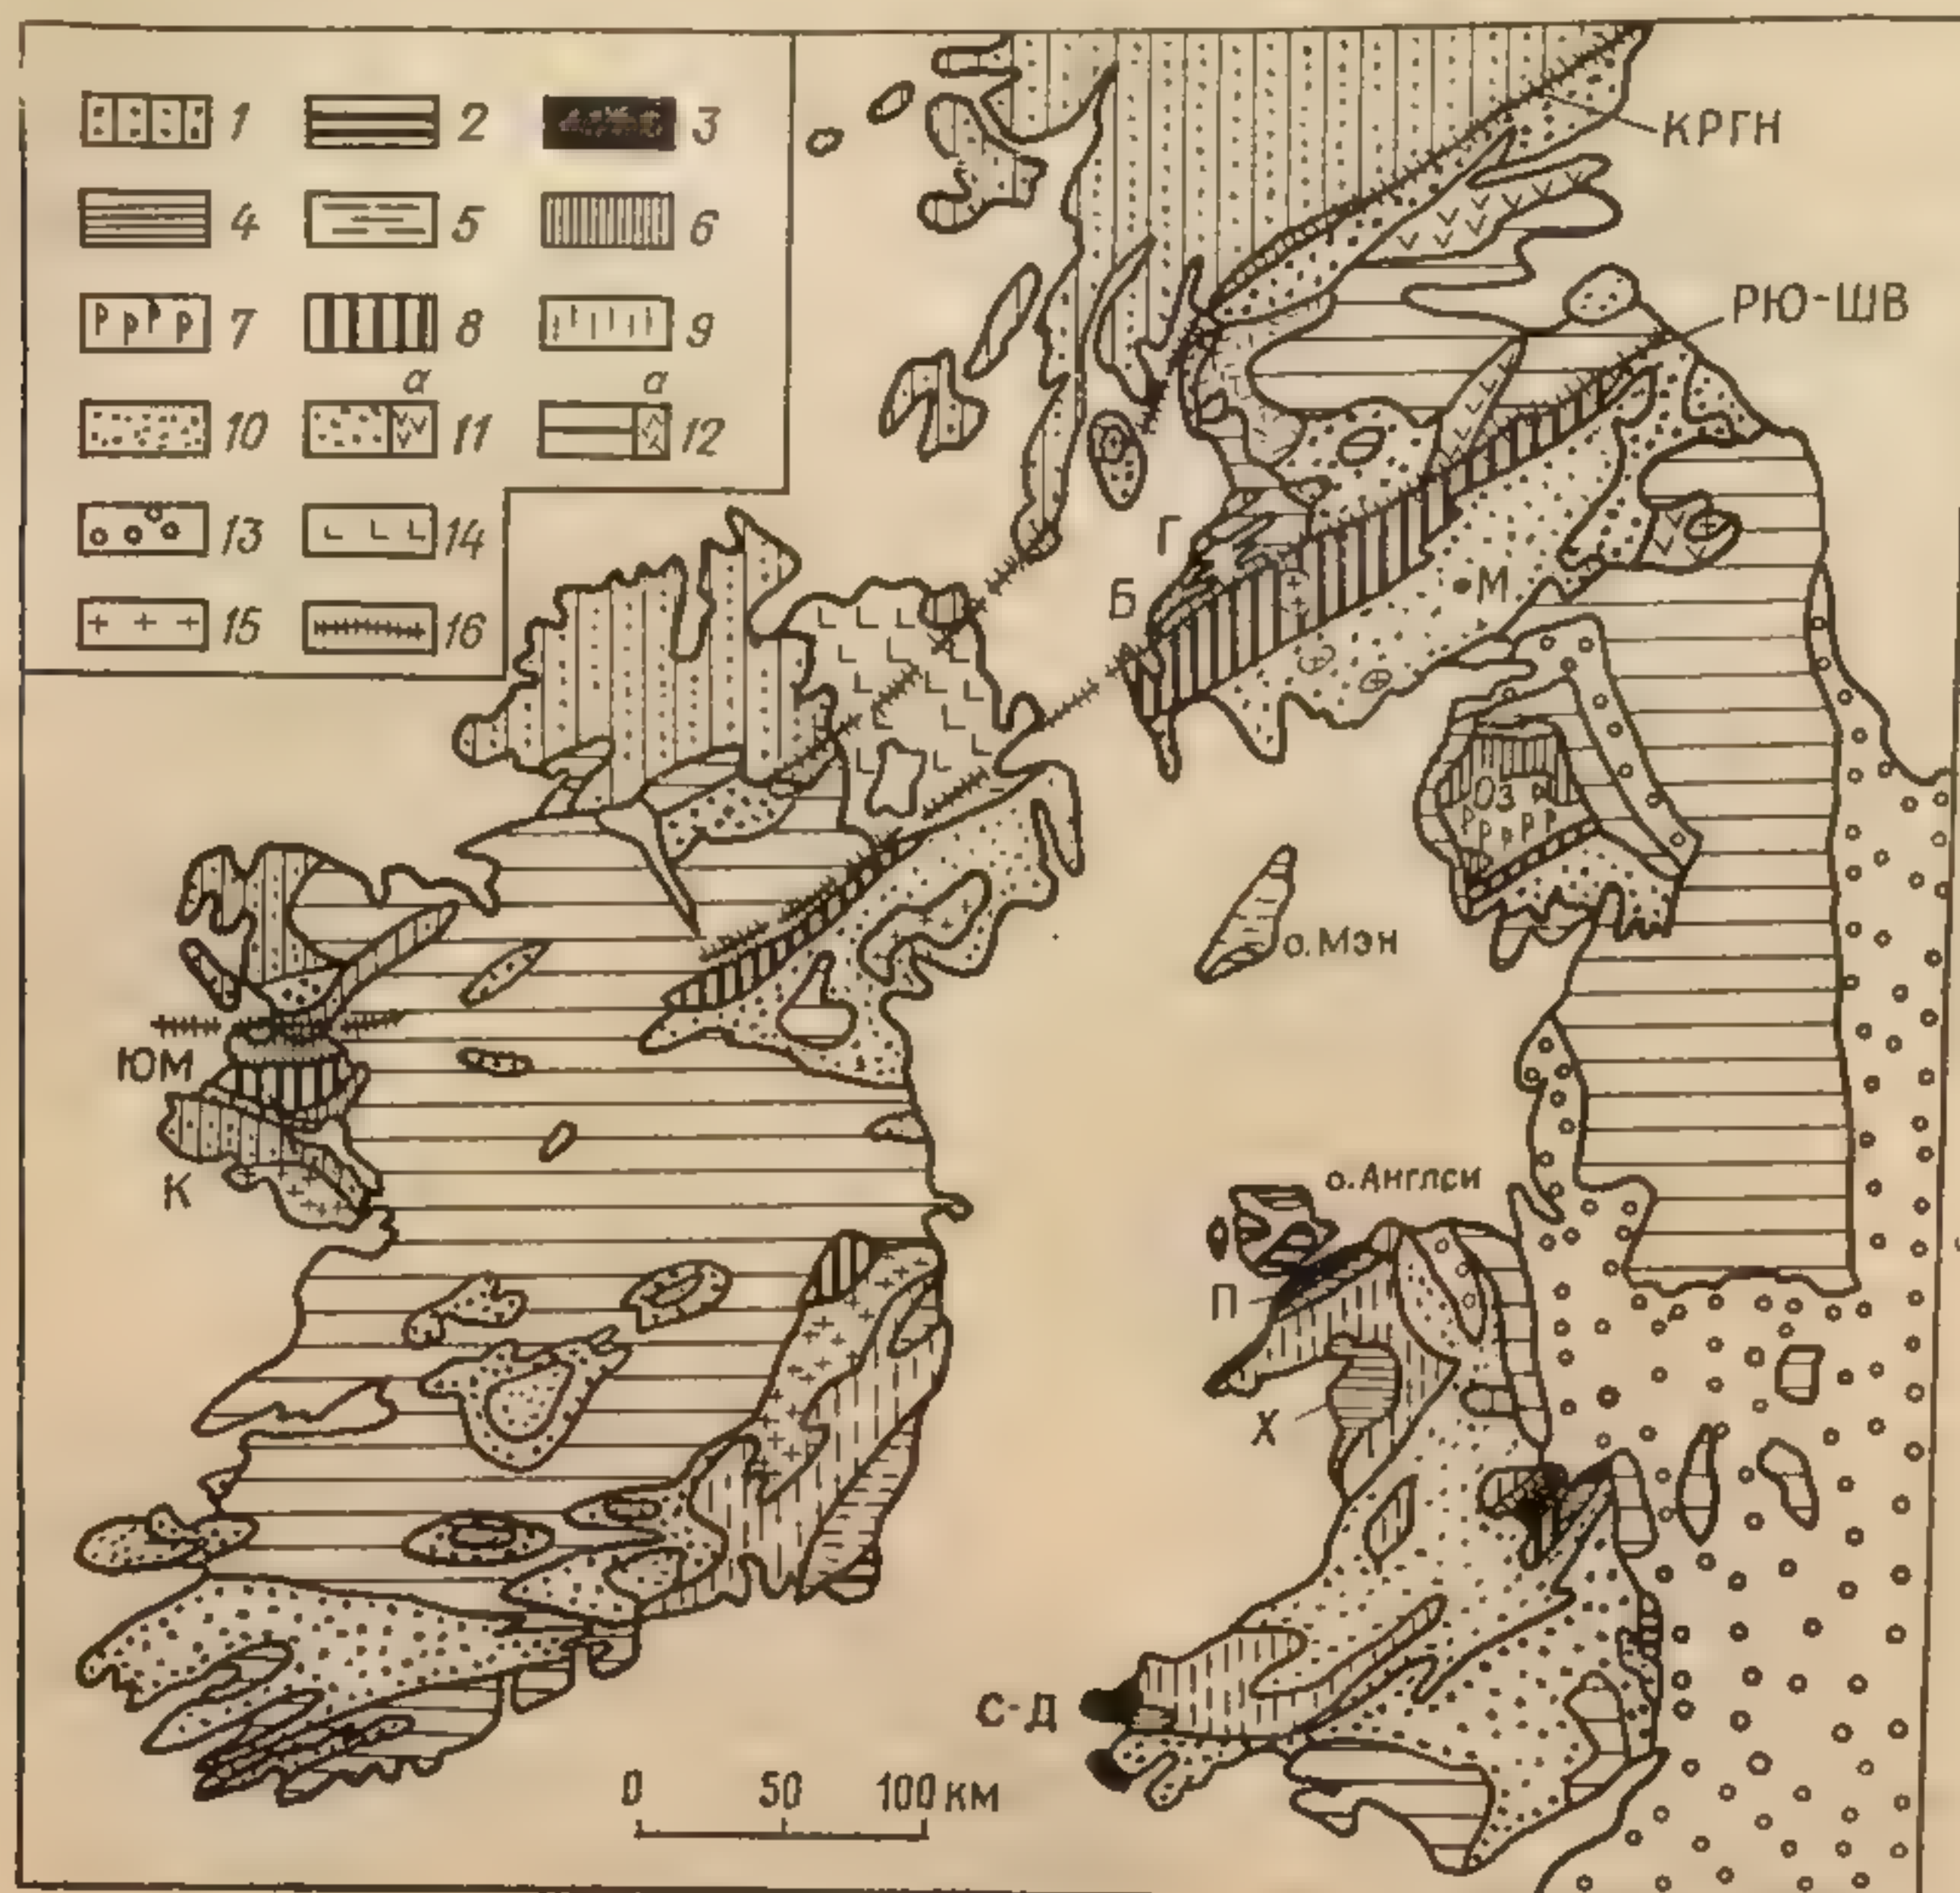 1 2 3
4 5 6
7 8 9
а а
10 11 12
13 14
15 16
КРГН
РЮ-ШВ
Г
Б
М
Оз
о.Мэн
ЮМ
К
о.Англси
П
Х
С-Д
0 50 100 км